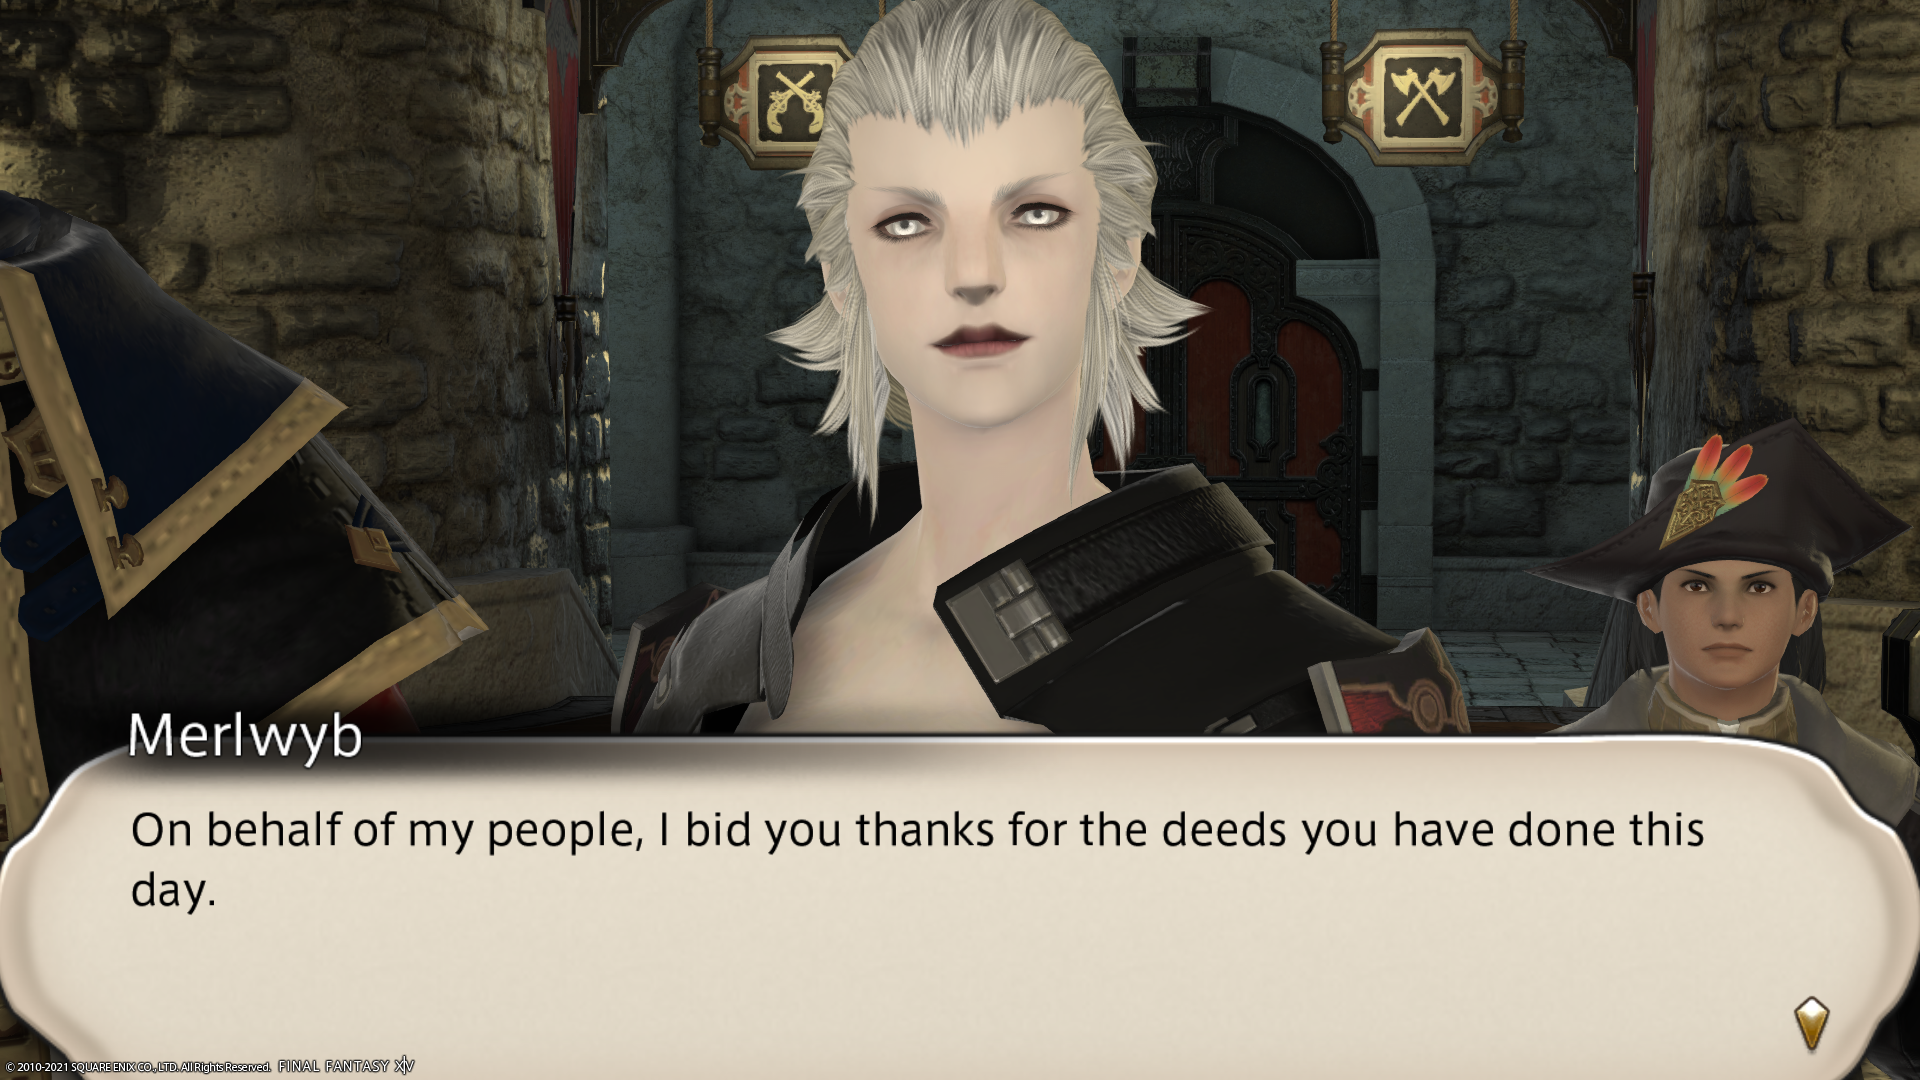 Merlwyb
On behalf of my people, I bid you thanks for the deeds you have done this
day.
© 2010-2021 SQUARE ENIX CO., LTD. All Rights Reserved. FINAL FANTASY XIV